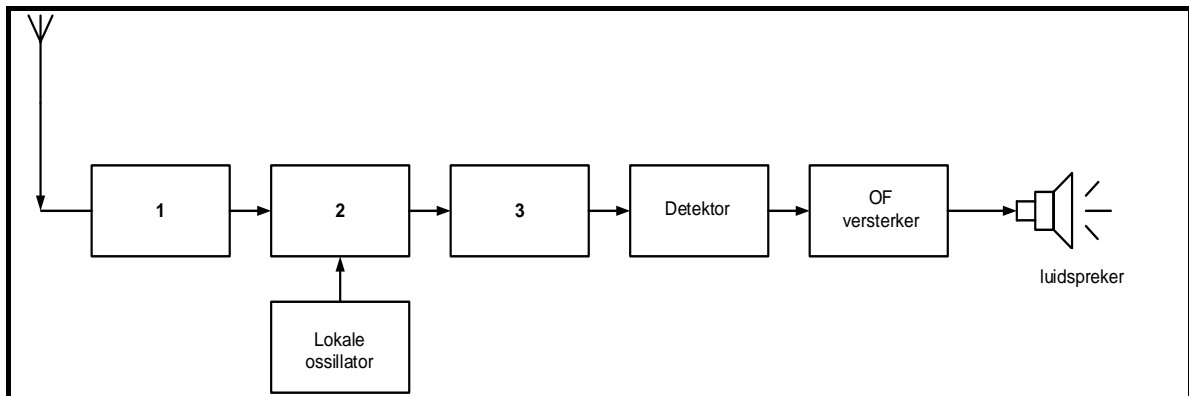 1
2
3
Detektor
OF
versterker
luidspreker
Lokale
ossillator